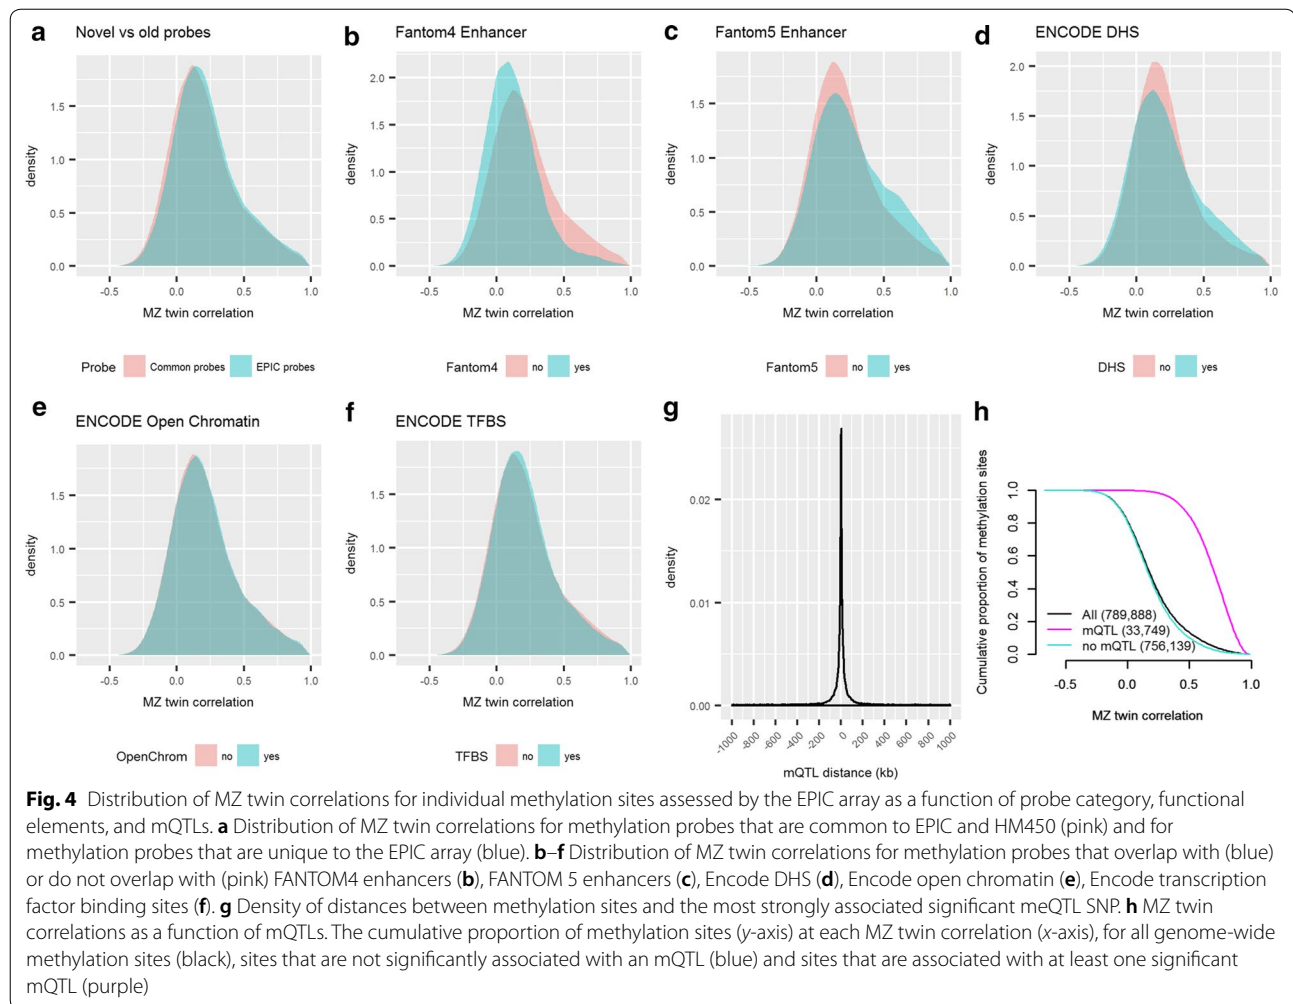 a Novel vs old probes
density
1.5
1.0
0.5
0.0
-0.5 0.0 0.5 1.0
MZ twin correlation
Probe Common probes EPIC probes
b Fantom4 Enhancer
density
2.0
1.5
1.0
0.5
0.0
-0.5 0.0 0.5 1.0
MZ twin correlation
Fantom4 no yes
c Fantom5 Enhancer
density
1.5
1.0
0.5
0.0
-0.5 0.0 0.5 1.0
MZ twin correlation
Fantom5 no yes
d ENCODE DHS
density
2.0
1.5
1.0
0.5
0.0
-0.5 0.0 0.5 1.0
MZ twin correlation
DHS no yes
e ENCODE Open Chromatin
density
1.5
1.0
0.5
0.0
-0.5 0.0 0.5 1.0
MZ twin correlation
OpenChrom no yes
f ENCODE TFBS
density
1.5
1.0
0.5
0.0
-0.5 0.0 0.5 1.0
MZ twin correlation
TFBS no yes
g
density
0.02
0.01
0.00
-1000 -800 -600 -400 -200 0 200 400 600 800 1000
mQTL distance (kb)
h
Cumulative proportion of methylation sites
1.0
0.8
0.6
0.4
0.2
0.0
All (789,888)
mQTL (33,749)
no mQTL (756,139)
-0.5 0.0 0.5 1.0
MZ twin correlation
Fig. 4 Distribution of MZ twin correlations for individual methylation sites assessed by the EPIC array as a function of probe category, functional
elements, and mQTLs. a Distribution of MZ twin correlations for methylation probes that are common to EPIC and HM450 (pink) and for
methylation probes that are unique to the EPIC array (blue). b–f Distribution of MZ twin correlations for methylation probes that overlap with (blue)
or do not overlap with (pink) FANTOM4 enhancers (b), FANTOM 5 enhancers (c), Encode DHS (d), Encode open chromatin (e), Encode transcription
factor binding sites (f). g Density of distances between methylation sites and the most strongly associated significant meQTL SNP. h MZ twin
correlations as a function of mQTLs. The cumulative proportion of methylation sites (y-axis) at each MZ twin correlation (x-axis), for all genome-wide
methylation sites (black), sites that are not significantly associated with an mQTL (blue) and sites that are associated with at least one significant
mQTL (purple)